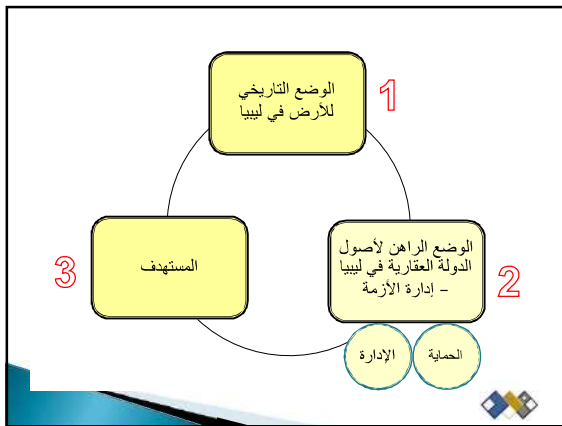 الوضع التاريخي
للأرض في ليبيا
1
الوضع الراهن لأصول
الدولة العقارية في ليبيا
– إدارة الأزمة
2
الحماية
الإدارة
المستهدف
3